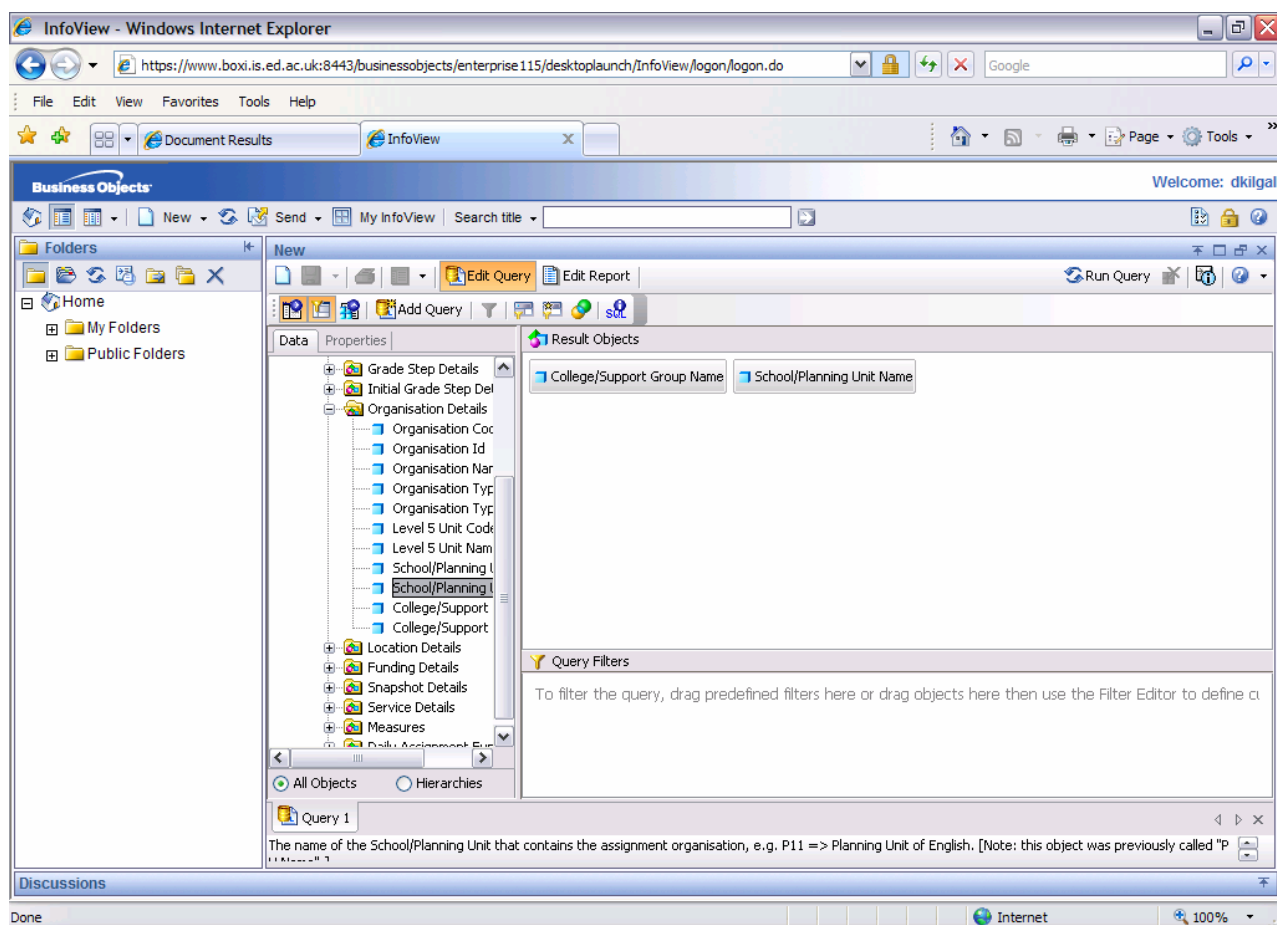 InfoView - Windows Internet Explorer
https://www.boxi.is.ed.ac.uk:8443/businessobjects/enterprise115/desktoplaunch/InfoView/logon/logon.do
Google
File Edit View Favorites Tools Help
Document Results InfoView Page Tools
Business Objects Welcome: dkilgal
New Send My InfoView Search title
Folders
New
Edit Query Edit Report Run Query
Home
My Folders
Public Folders
Add Query
Data Properties
Result Objects
College/Support Group Name School/Planning Unit Name
Grade Step Details
Initial Grade Step Det
Organisation Details
Organisation Coc
Organisation Id
Organisation Nar
Organisation Typ
Organisation Typ
Level 5 Unit Code
Level 5 Unit Nam
School/Planning U
School/Planning U
College/Support
College/Support
Location Details
Funding Details
Snapshot Details
Service Details
Measures
Daily Assignment Fun
Query Filters
To filter the query, drag predefined filters here or drag objects here then use the Filter Editor to define cu
All Objects Hierarchies
Query 1
The name of the School/Planning Unit that contains the assignment organisation, e.g. P11 => Planning Unit of English. [Note: this object was previously called "P
U Name".]
Discussions
Done Internet 100%